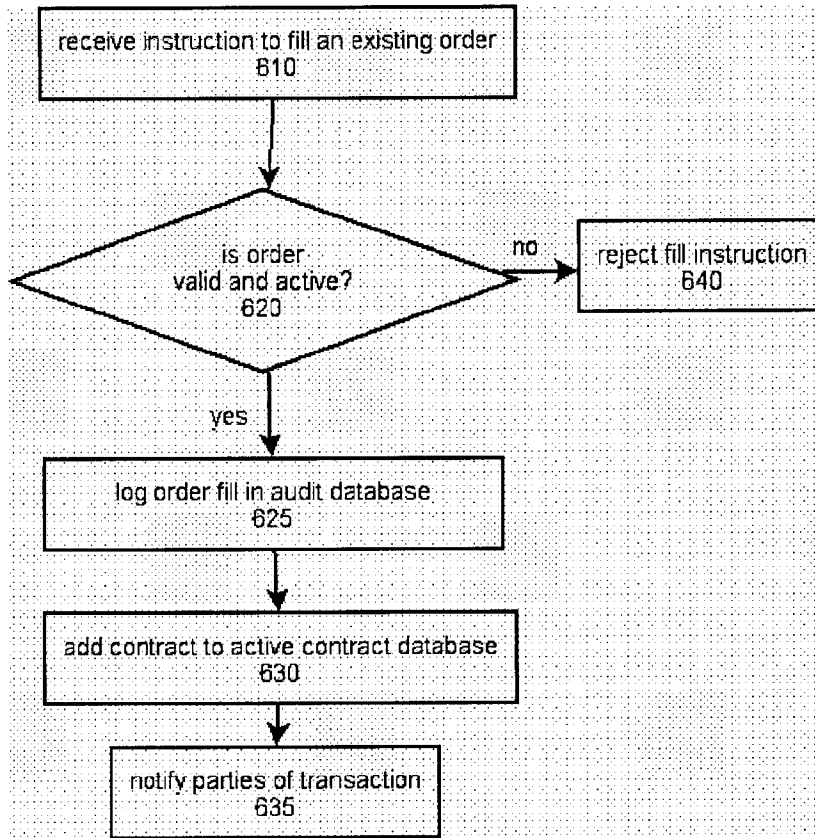 receive instruction to fill an existing order
610
is order
valid and active?
620
no
reject fill instruction
640
yes
log order fill in audit database
625
add contract to active contract database
630
notify parties of transaction
635